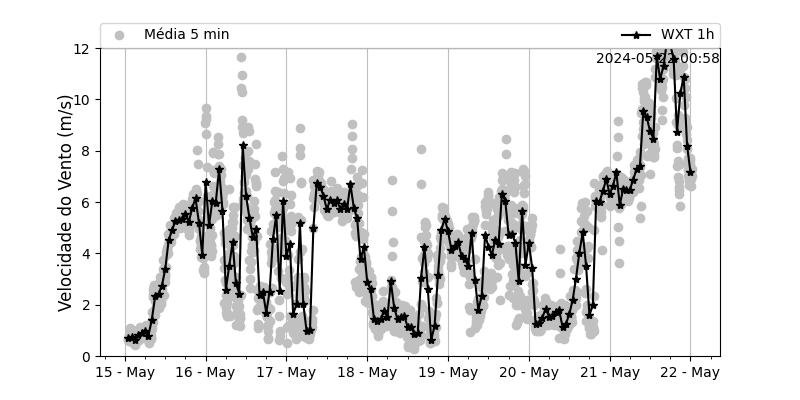 Média 5 min
WXT 1h
2024-05-22 00:58
Velocidade do Vento (m/s)
12
10
8
6
4
2
0
15 - May
16 - May
17 - May
18 - May
19 - May
20 - May
21 - May
22 - May